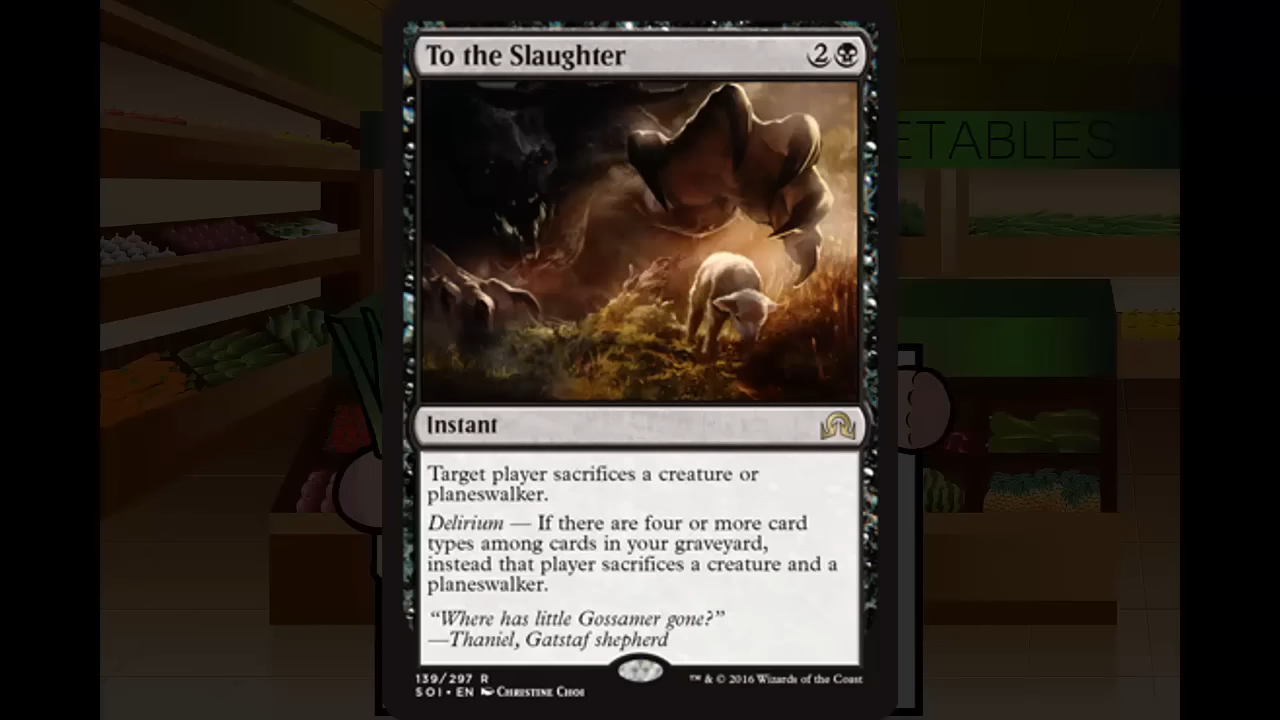 To the Slaughter
2
ETABLES
Instant
Target player sacrifices a creature or
planeswalker.
Delirium — If there are four or more card
types among cards in your graveyard,
instead that player sacrifices a creature and a
planeswalker.
“Where has little Gossamer gone?”
—Thaniel, Gatstaf shepherd
139/297 R
SOI • EN Christine Choi
™ & © 2016 Wizards of the Coast